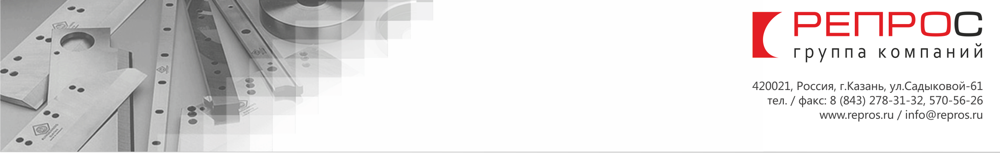 РЕПРОС
группа компаний
420021, Россия, г.Казань, ул.Садыковой-61
тел. / факс: 8 (843) 278-31-32, 570-56-26
www.repros.ru / info@repros.ru